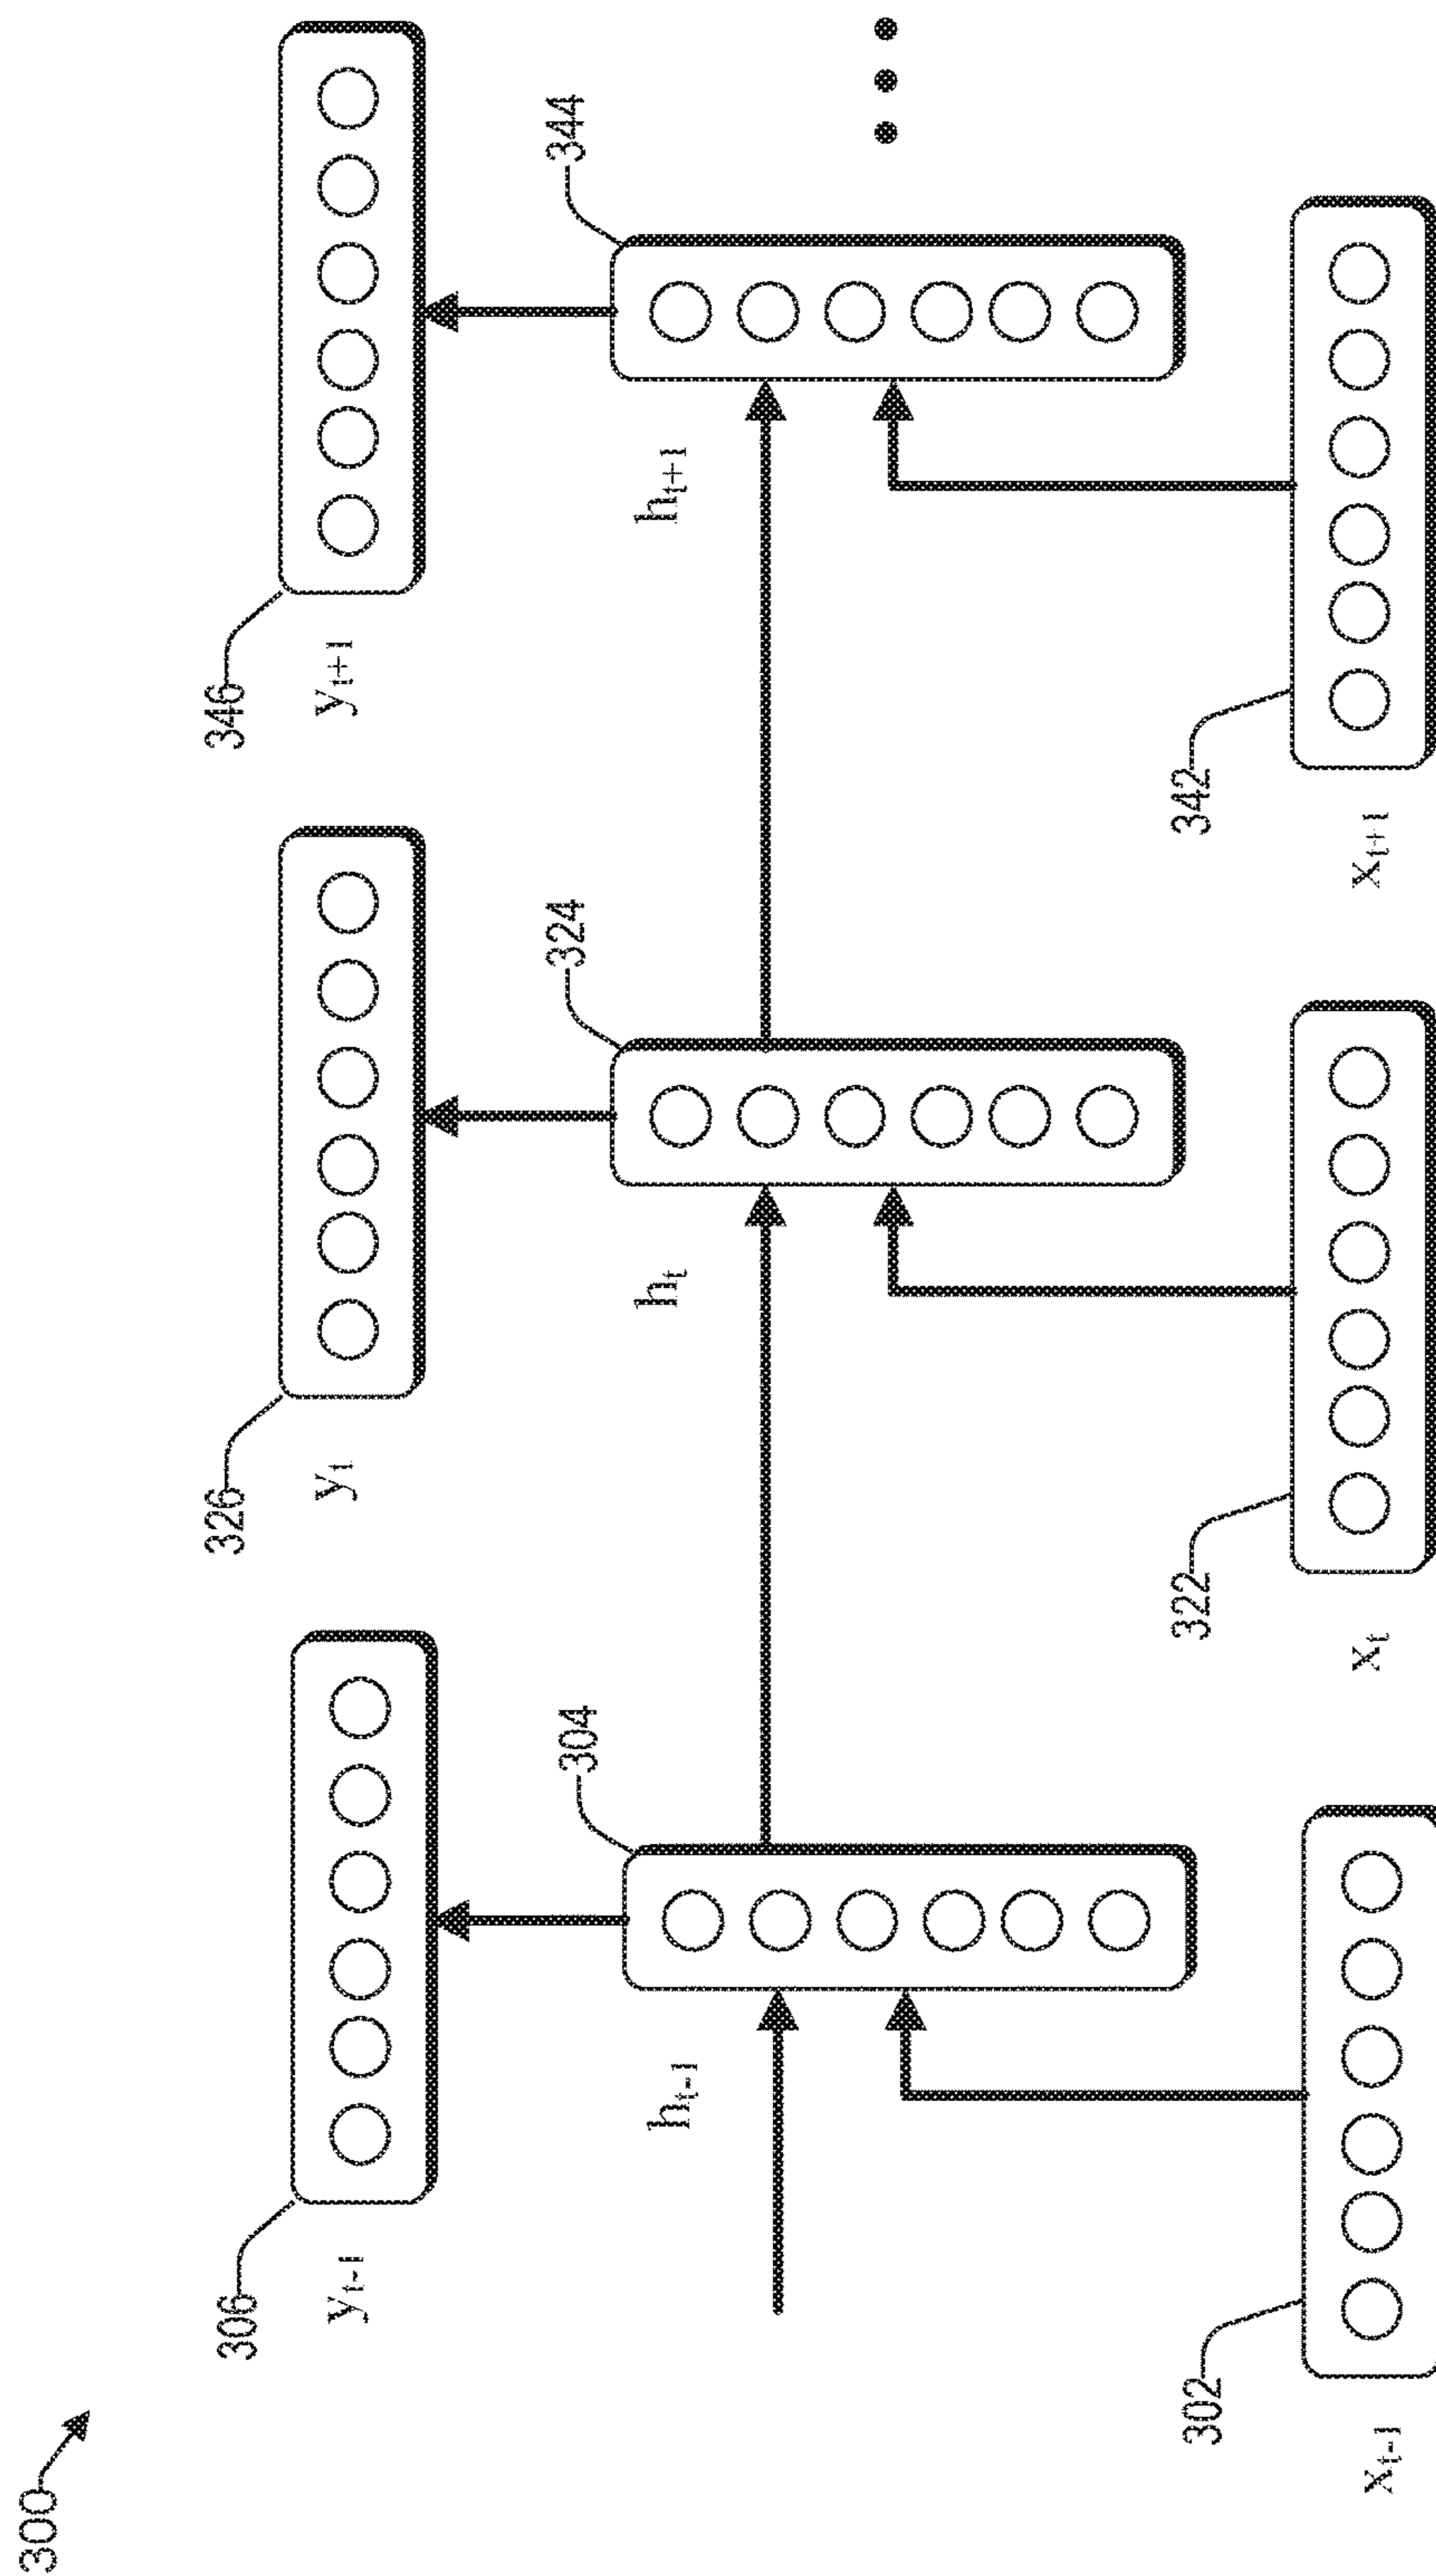 300
306 326 346
y_{t-1} y_t y_{t+1}
304 324 344
h_{t-1} h_t h_{t+1}
302 322 342
x_{t-1} x_t x_{t+1}